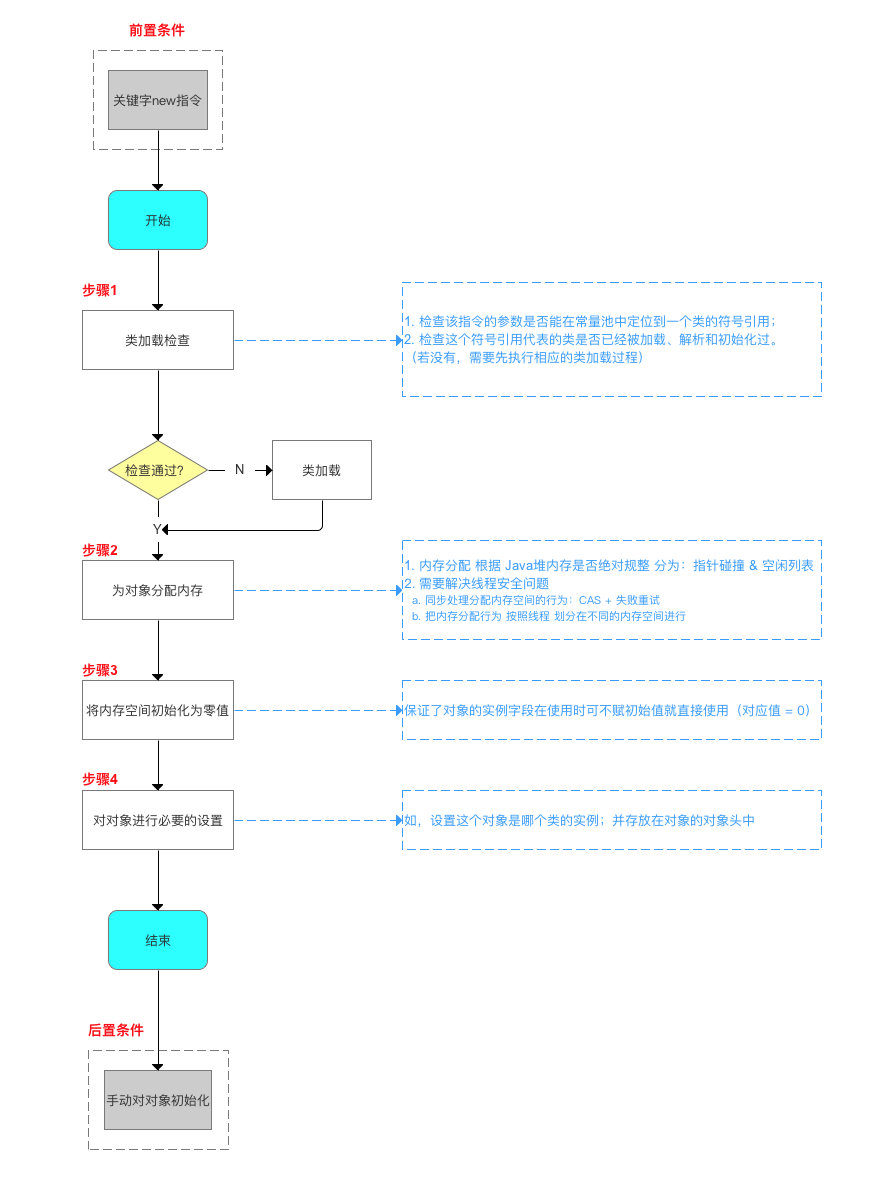 前置条件
关键字new指令
开始
步骤1
类加载检查
1. 检查该指令的参数是否能在常量池中定位到一个类的符号引用；
2. 检查这个符号引用代表的类是否已经被加载、解析和初始化过。
（若没有，需要先执行相应的类加载过程）
检查通过？
N
类加载
Y
步骤2
为对象分配内存
1. 内存分配 根据 Java堆内存是否绝对规整 分为：指针碰撞 & 空闲列表
2. 需要解决线程安全问题
a. 同步处理分配内存空间的行为：CAS + 失败重试
b. 把内存分配行为 按照线程 划分在不同的内存空间进行
步骤3
将内存空间初始化为零值
保证了对象的实例字段在使用时可不赋初始值就直接使用（对应值 = 0）
步骤4
对对象进行必要的设置
如，设置这个对象是哪个类的实例；并存放在对象的对象头中
结束
后置条件
手动对对象初始化